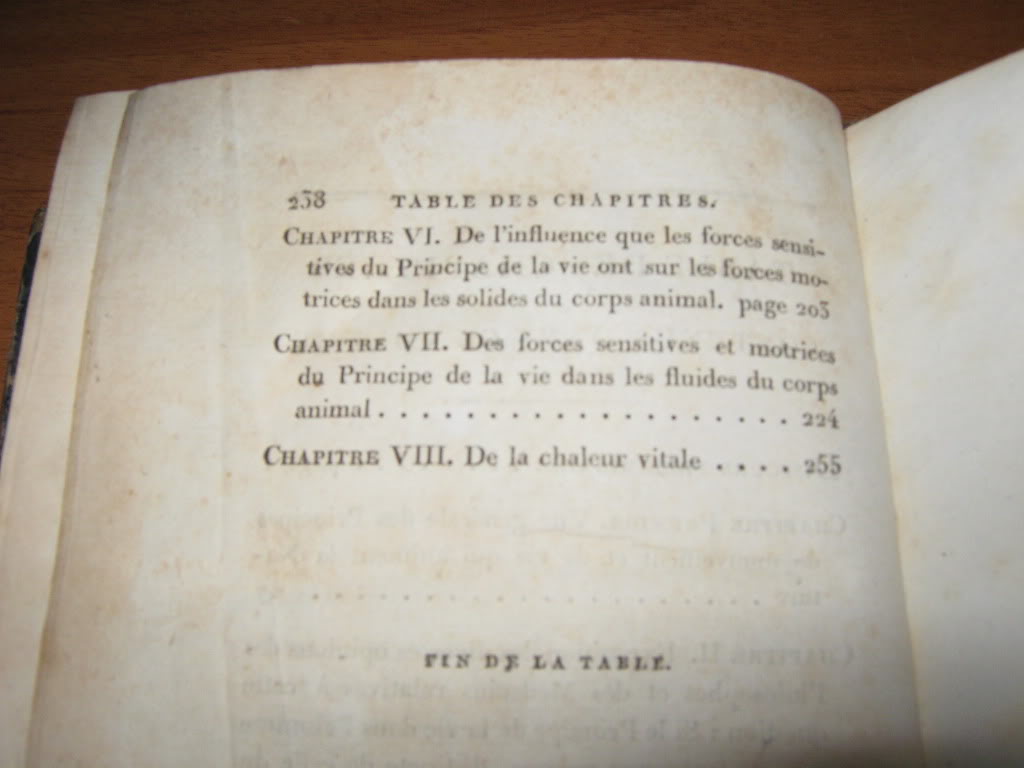 238 TABLE DES CHAPITRES.
CHAPITRE VI. De l'influence que les forces sensi-
tives du Principe de la vie ont sur les forces mo-
trices dans les solides du corps animal. page 203
CHAPITRE VII. Des forces sensitives et motrices
du Principe de la vie dans les fluides du corps
animal . . . . . . . . . . . . . . . . . . . . 224
CHAPITRE VIII. De la chaleur vitale . . . . 255
FIN DE LA TABLE.